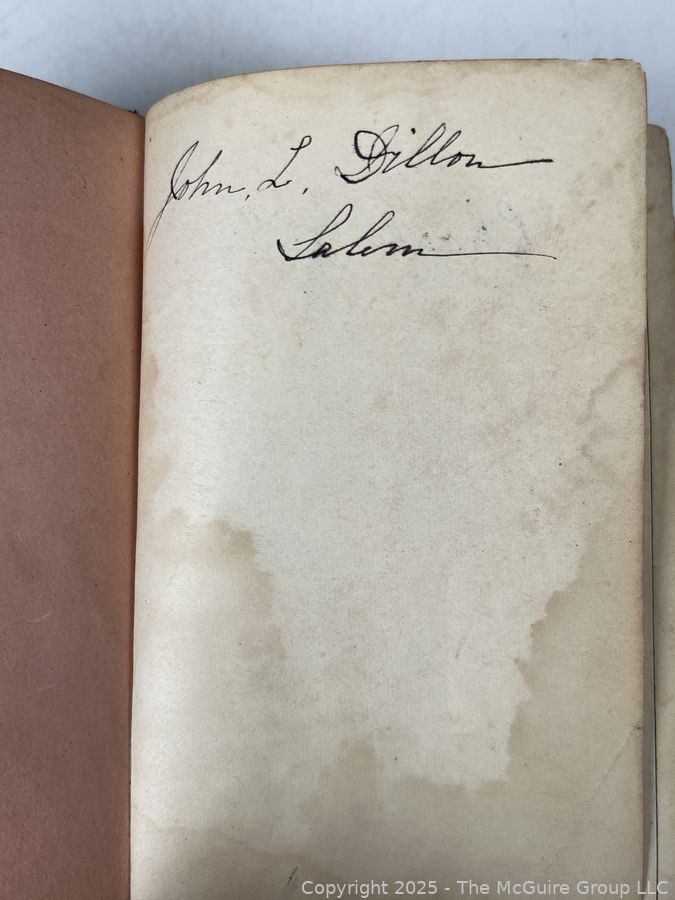 John, L, Dillon
Salem
Copyright 2025 - The McGuire Group LLC